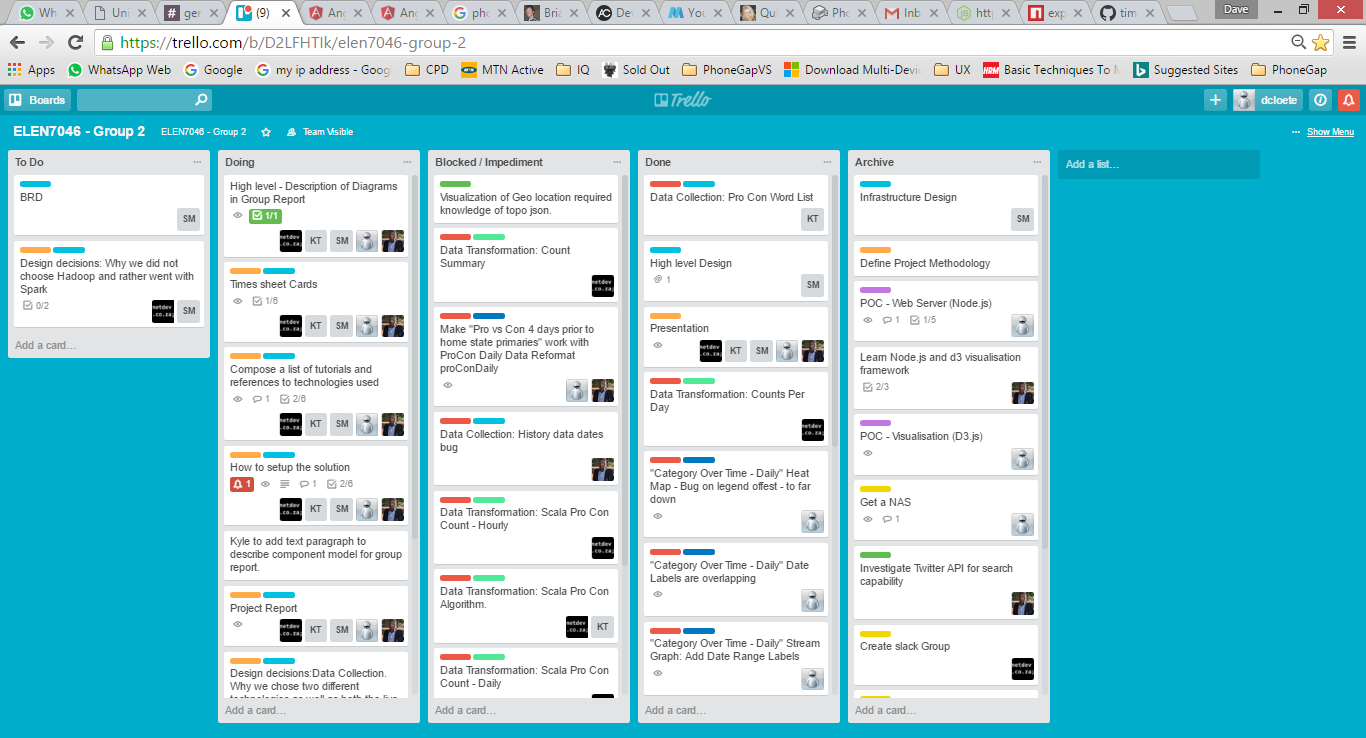 Wh
Uni
# ger
(9)
Ang
Ang
pho
Bria
De
You
Que
Pho
Inb
http
exp
tim
Dave
https://trello.com/b/D2LFHTIk/elen7046-group-2
Apps
WhatsApp Web
Google
my ip address - Goog
CPD
MTN Active
IQ
Sold Out
PhoneGapVS
Download Multi-Devi
UX
HRM Basic Techniques To M
Suggested Sites
PhoneGap
Boards
Trello
dcloete
ELEN7046 - Group 2
ELEN7046 - Group 2
Team Visible
Show Menu
To Do
BRD
SM
Design decisions: Why we did not
choose Hadoop and rather went with
Spark
0/2
netdev
.co.za;
SM
Add a card…
Doing
High level - Description of Diagrams
in Group Report
1/1
netdev
.co.za;
KT
SM
Times sheet Cards
1/6
netdev
.co.za;
KT
SM
Compose a list of tutorials and
references to technologies used
1
2/6
netdev
.co.za;
KT
SM
How to setup the solution
1
1
2/6
netdev
.co.za;
KT
SM
Kyle to add text paragraph to
describe component model for group
report.
Project Report
netdev
.co.za;
KT
SM
Design decisions:Data Collection.
Why we chose two different
technologies as well as both the live
Add a card…
Blocked / Impediment
Visualization of Geo location required
knowledge of topo json.
Data Transformation: Count
Summary
netdev
.co.za;
Make "Pro vs Con 4 days prior to
home state primaries" work with
ProCon Daily Data Reformat
proConDaily
Data Collection: History data dates
bug
Data Transformation: Scala Pro Con
Count - Hourly
netdev
.co.za;
Data Transformation: Scala Pro Con
Algorithm.
netdev
.co.za;
KT
Data Transformation: Scala Pro Con
Count - Daily
Add a card…
Done
Data Collection: Pro Con Word List
KT
High level Design
1
SM
Presentation
netdev
.co.za;
KT
SM
Data Transformation: Counts Per
Day
netdev
.co.za;
"Category Over Time - Daily" Heat
Map - Bug on legend offest - to far
down
"Category Over Time - Daily" Date
Labels are overlapping
"Category Over Time - Daily" Stream
Graph: Add Date Range Labels
Add a card…
Archive
Infrastructure Design
SM
Define Project Methodology
POC - Web Server (Node.js)
1
1/5
Learn Node.js and d3 visualisation
framework
2/3
POC - Visualisation (D3.js)
Get a NAS
1
Investigate Twitter API for search
capability
Create slack Group
netdev
.co.za;
Add a card…
Add a list…